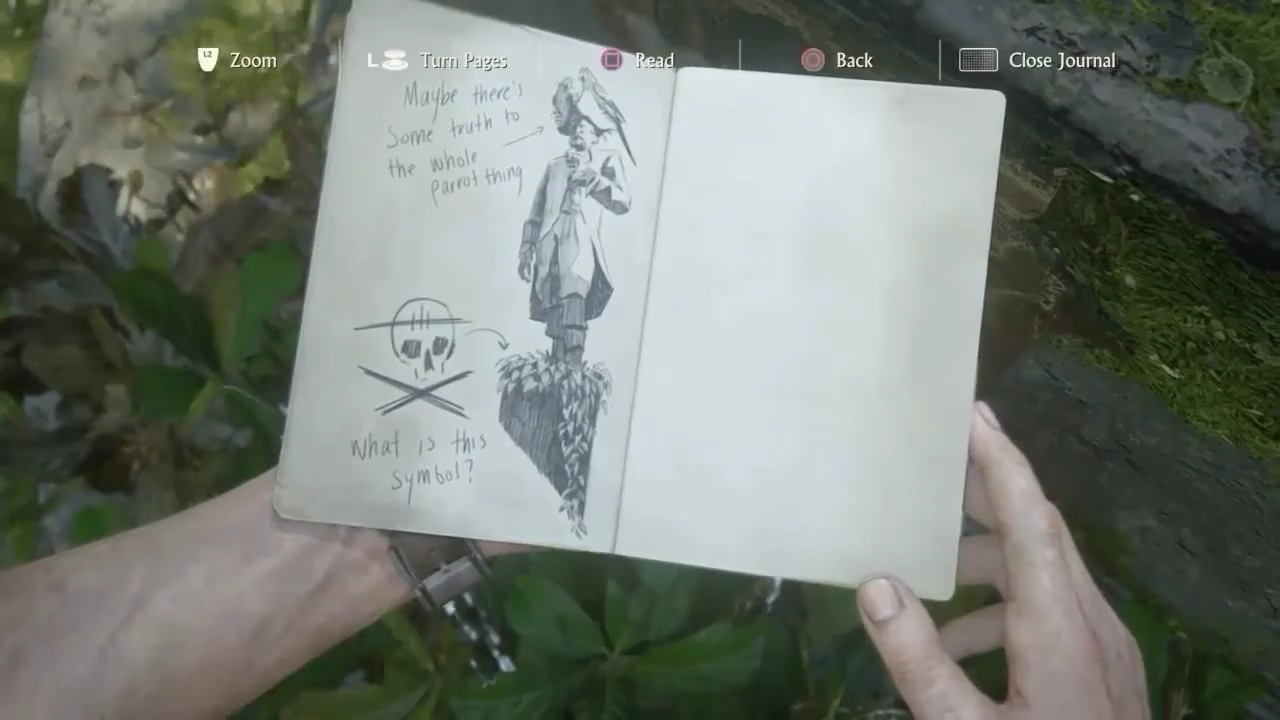 L2 Zoom
L Turn Pages
Read
Back
Close Journal
Maybe there's
some truth to
the whole
parrot thing
What is this
symbol?